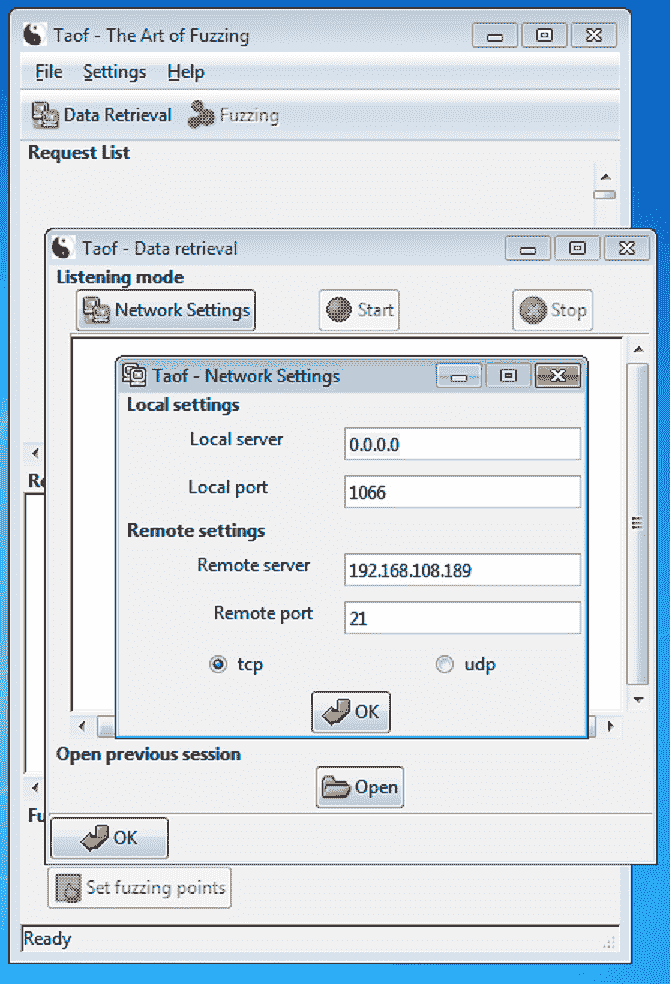 Taof - The Art of Fuzzing
File Settings Help
Data Retrieval Fuzzing
Request List
Taof - Data retrieval
Listening mode
Network Settings Start Stop
Taof - Network Settings
Local settings
Local server 0.0.0.0
Local port 1066
Remote settings
Remote server 192.168.108.189
Remote port 21
tcp udp
OK
Open previous session
Open
OK
Set fuzzing points
Ready